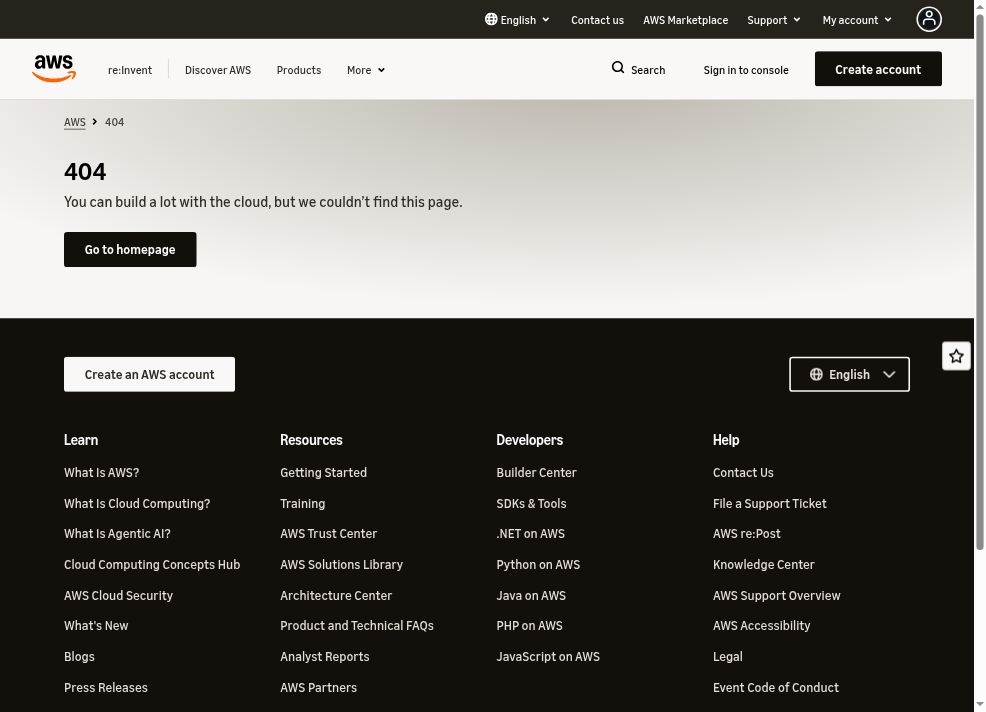 English
Contact us
AWS Marketplace
Support
My account
aws
re:Invent
Discover AWS
Products
More
Search
Sign in to console
Create account
AWS
404
404
You can build a lot with the cloud, but we couldn't find this page.
Go to homepage
Create an AWS account
English
Learn
What Is AWS?
What Is Cloud Computing?
What Is Agentic AI?
Cloud Computing Concepts Hub
AWS Cloud Security
What's New
Blogs
Press Releases
Resources
Getting Started
Training
AWS Trust Center
AWS Solutions Library
Architecture Center
Product and Technical FAQs
Analyst Reports
AWS Partners
Developers
Builder Center
SDKs & Tools
.NET on AWS
Python on AWS
Java on AWS
PHP on AWS
JavaScript on AWS
Help
Contact Us
File a Support Ticket
AWS re:Post
Knowledge Center
AWS Support Overview
AWS Accessibility
Legal
Event Code of Conduct